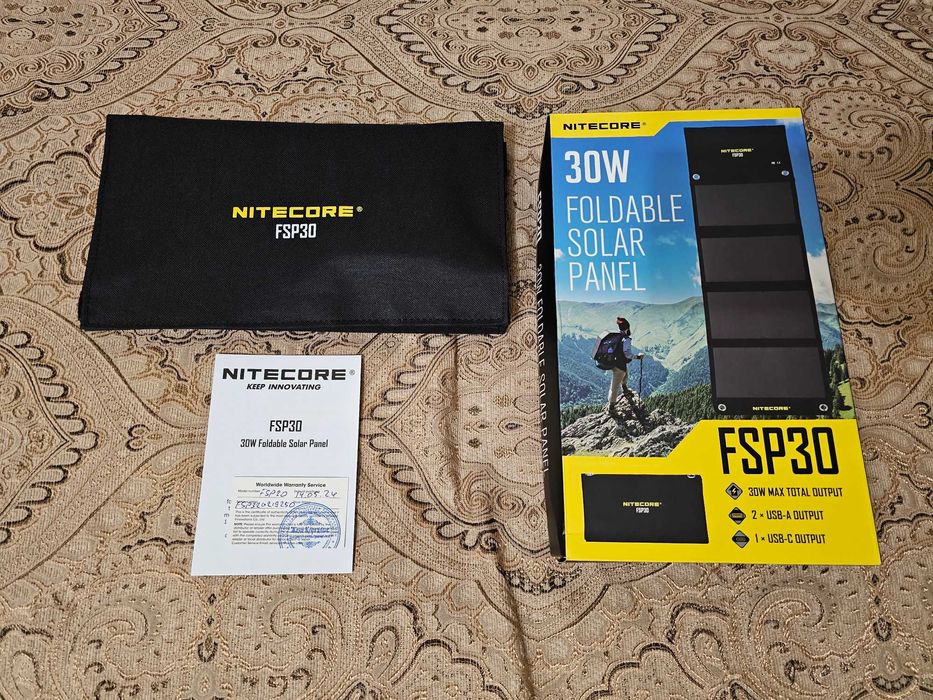 NITECORE®
FSP30
NITECORE®
KEEP INNOVATING
FSP30
30W Foldable Solar Panel
Worldwide Warranty Service
Model number
NITECORE®
30W
FOLDABLE
SOLAR
PANEL
NITECORE®
FSP30
NITECORE®
FSP30
NITECORE®
FSP30
30W MAX TOTAL OUTPUT
2 × USB-A OUTPUT
1 × USB-C OUTPUT
30W FOLDABLE SOLAR PANEL